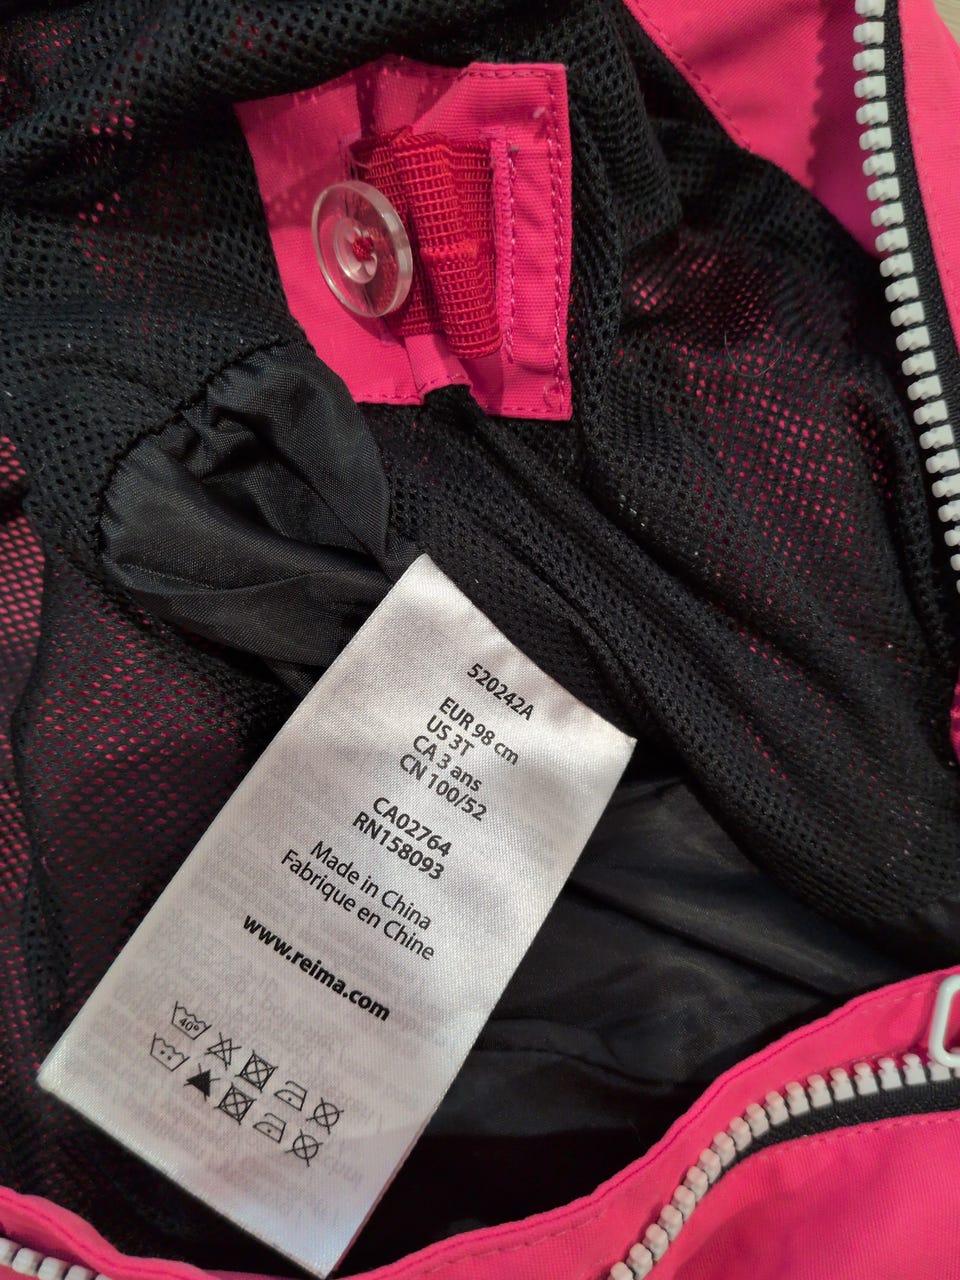 520242A
EUR 98 cm
US 3T
CA 3 ans
CN 100/52
CA02764
RN158093
Made in China
Fabrique en Chine
www.reima.com
40°